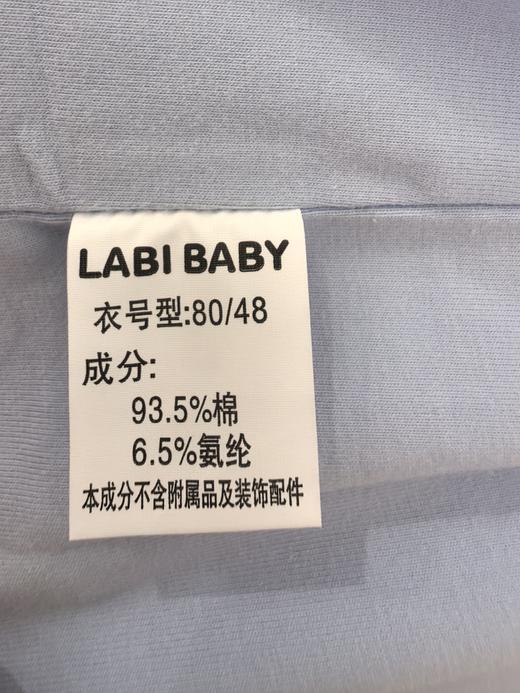 LABI BABY
衣号型:80/48
成分:
93.5%棉
6.5%氨纶
本成分不含附属品及装饰配件